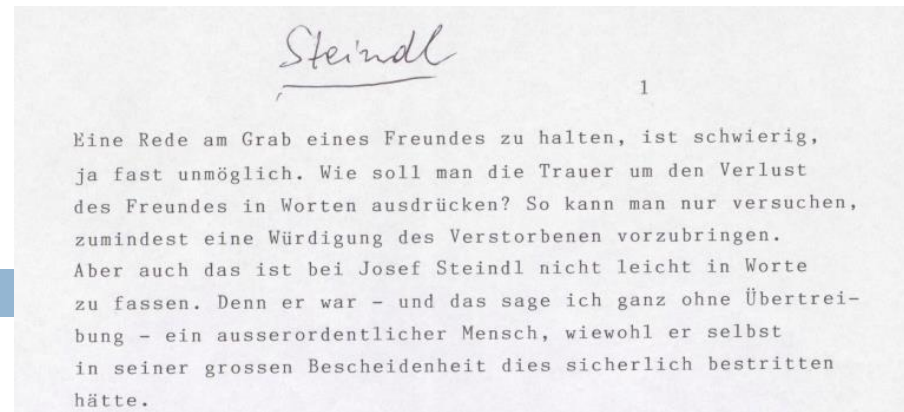 Steindl
1
Eine Rede am Grab eines Freundes zu halten, ist schwierig,
ja fast unmöglich. Wie soll man die Trauer um den Verlust
des Freundes in Worten ausdrücken? So kann man nur versuchen,
zumindest eine Würdigung des Verstorbenen vorzubringen.
Aber auch das ist bei Josef Steindl nicht leicht in Worte
zu fassen. Denn er war – und das sage ich ganz ohne Übertrei-
bung – ein ausserordentlicher Mensch, wiewohl er selbst
in seiner grossen Bescheidenheit dies sicherlich bestritten
hätte.